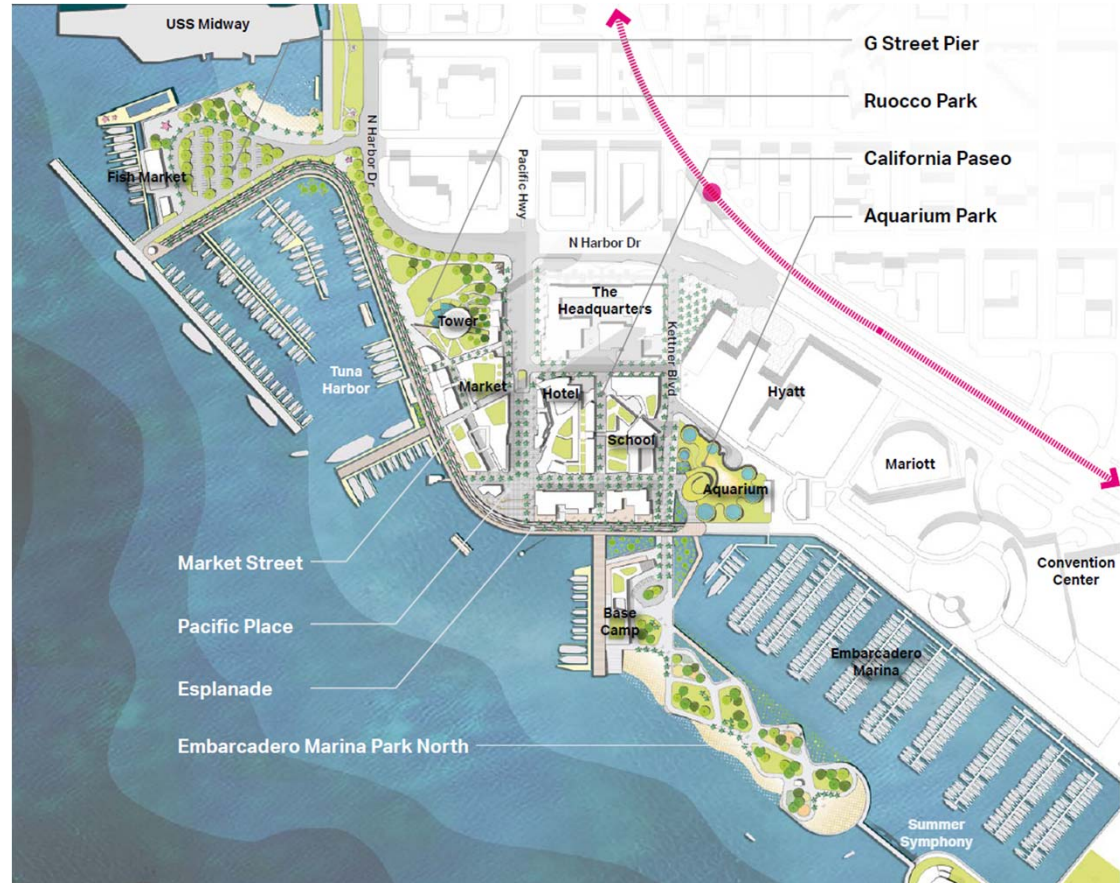 USS Midway
G Street Pier
Ruocco Park
California Paseo
Aquarium Park
N Harbor Dr
Pacific Hwy
Fish Market
N Harbor Dr
The
Headquarters
Tower
Kettner Blvd
Tuna
Harbor
Market
Hotel
Hyatt
School
Mariott
Aquarium
Market Street
Convention
Center
Pacific Place
Base
Camp
Embarcadero
Marina
Esplanade
Embarcadero Marina Park North
Summer
Symphony